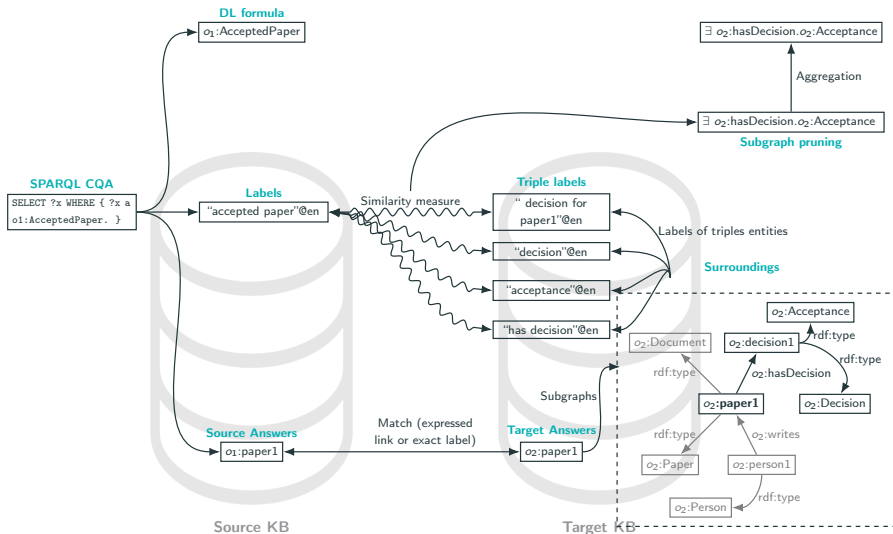 DL formula
o₁:AcceptedPaper
∃ o₂:hasDecision.o₂:Acceptance
Aggregation
∃ o₂:hasDecision.o₂:Acceptance
Subgraph pruning
SPARQL CQA
SELECT ?x WHERE { ?x a
o1:AcceptedPaper. }
Labels
“accepted paper”@en
Similarity measure
Triple labels
“ decision for
paper1”@en
“decision”@en
“acceptance”@en
“has decision”@en
Labels of triples entities
Surroundings
o₂:Acceptance
rdf:type
o₂:Document
o₂:decision1
rdf:type
rdf:type
o₂:hasDecision
o₂:paper1
o₂:Decision
rdf:type
o₂:writes
o₂:Paper
o₂:person1
rdf:type
o₂:Person
Subgraphs
Source Answers
o₁:paper1
Match (expressed
link or exact label)
Target Answers
o₂:paper1
Source KB
Target KB